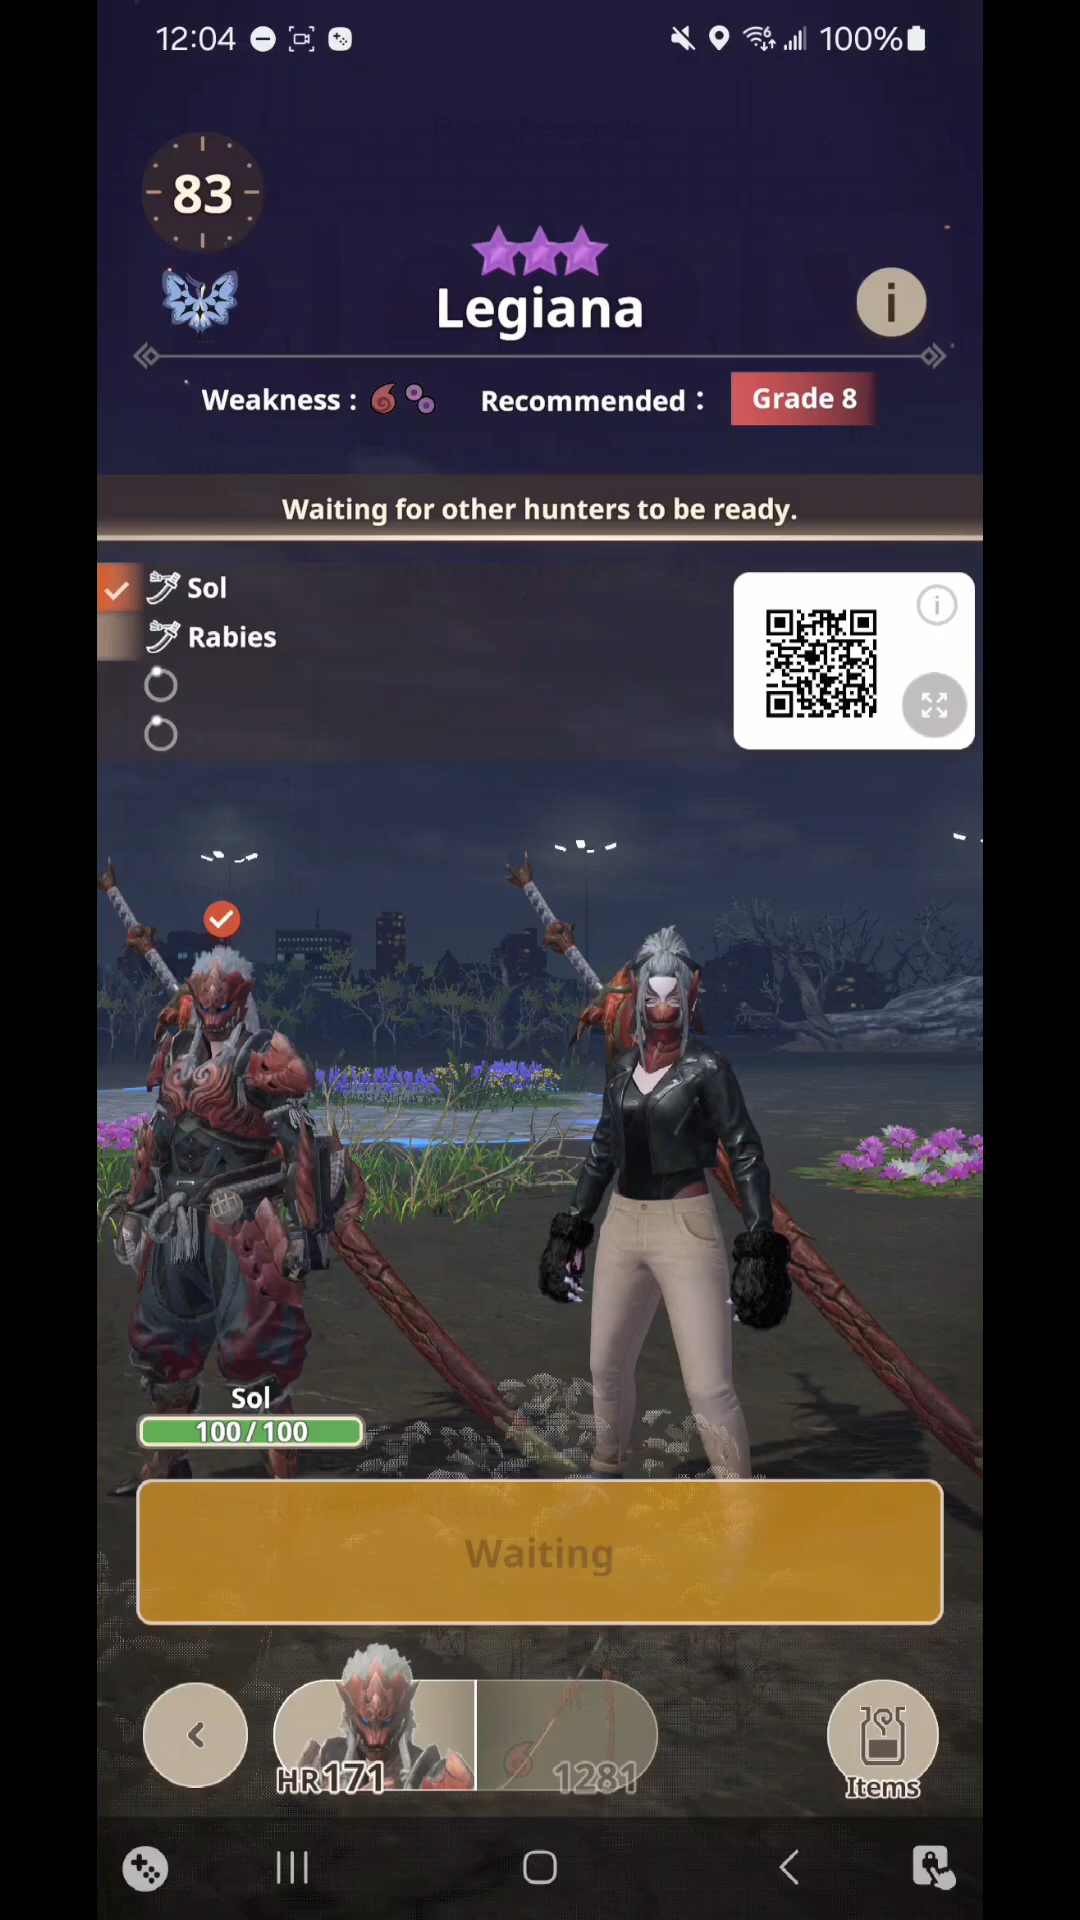 12:04
100%
83
Legiana
i
Weakness :
Recommended :
Grade 8
Waiting for other hunters to be ready.
Sol
Rabies
i
Sol
100/100
Waiting
HR171
1281
Items